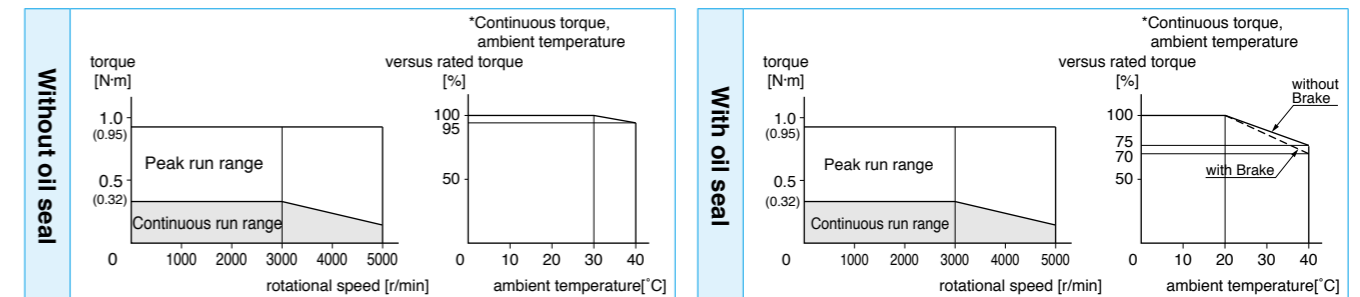 Without oil seal
torque
[N·m]
1.0
(0.95)
0.5
(0.32)
0
Peak run range
Continuous run range
1000 2000 3000 4000 5000
rotational speed [r/min]
*Continuous torque,
ambient temperature
versus rated torque
[%]
100
95
50
0 10 20 30 40
ambient temperature[˚C]
With oil seal
torque
[N·m]
1.0
(0.95)
0.5
(0.32)
0
Peak run range
Continuous run range
1000 2000 3000 4000 5000
rotational speed [r/min]
*Continuous torque,
ambient temperature
versus rated torque
[%]
without
Brake
100
75
70
with Brake
50
0 10 20 30 40
ambient temperature[˚C]